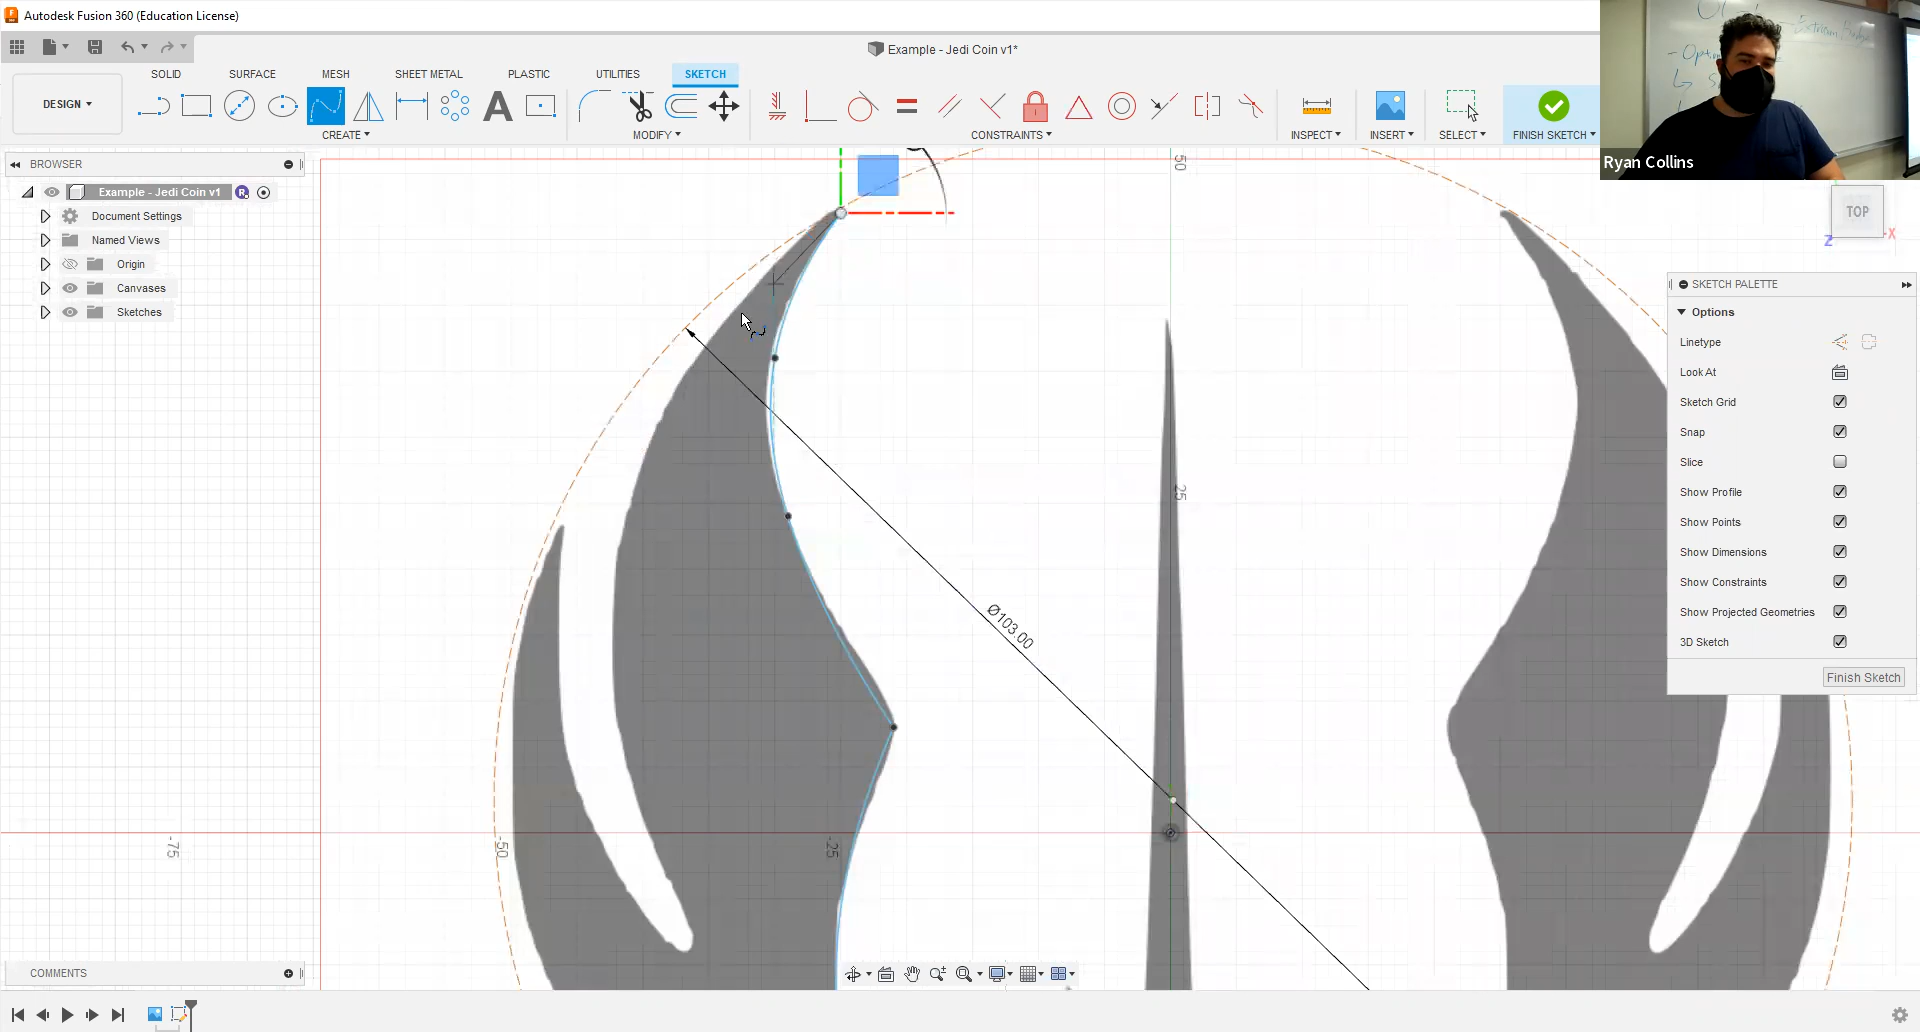 Autodesk Fusion 360 (Education License)
Example - Jedi Coin v1*
SOLID SURFACE MESH SHEET METAL PLASTIC UTILITIES SKETCH
DESIGN
CREATE MODIFY CONSTRAINTS INSPECT INSERT SELECT FINISH SKETCH
Ryan Collins
BROWSER
Example - Jedi Coin v1 R
Document Settings
Named Views
Origin
Canvases
Sketches
50
25
Ø103.00
-75
-50
-25
TOP
Z
-X
SKETCH PALETTE
Options
Linetype
Look At
Sketch Grid
Snap
Slice
Show Profile
Show Points
Show Dimensions
Show Constraints
Show Projected Geometries
3D Sketch
Finish Sketch
COMMENTS